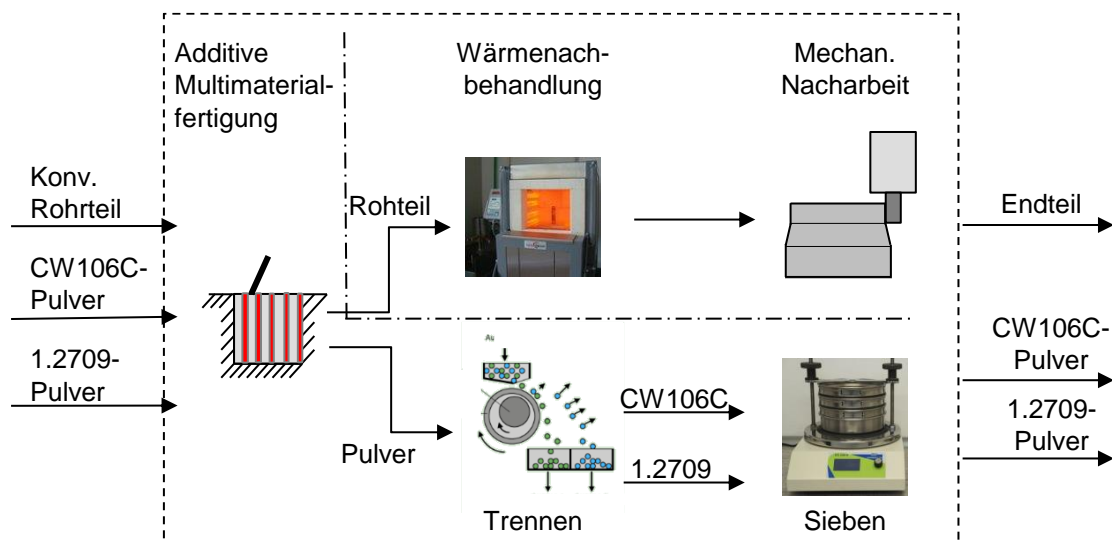 Additive
Multimaterial-
fertigung
Wärmenach-
behandlung
Mechan.
Nacharbeit
Konv.
Rohrteil
CW106C-
Pulver
1.2709-
Pulver
Rohteil
Endteil
Pulver
CW106C
1.2709
Trennen
Sieben
CW106C-
Pulver
1.2709-
Pulver